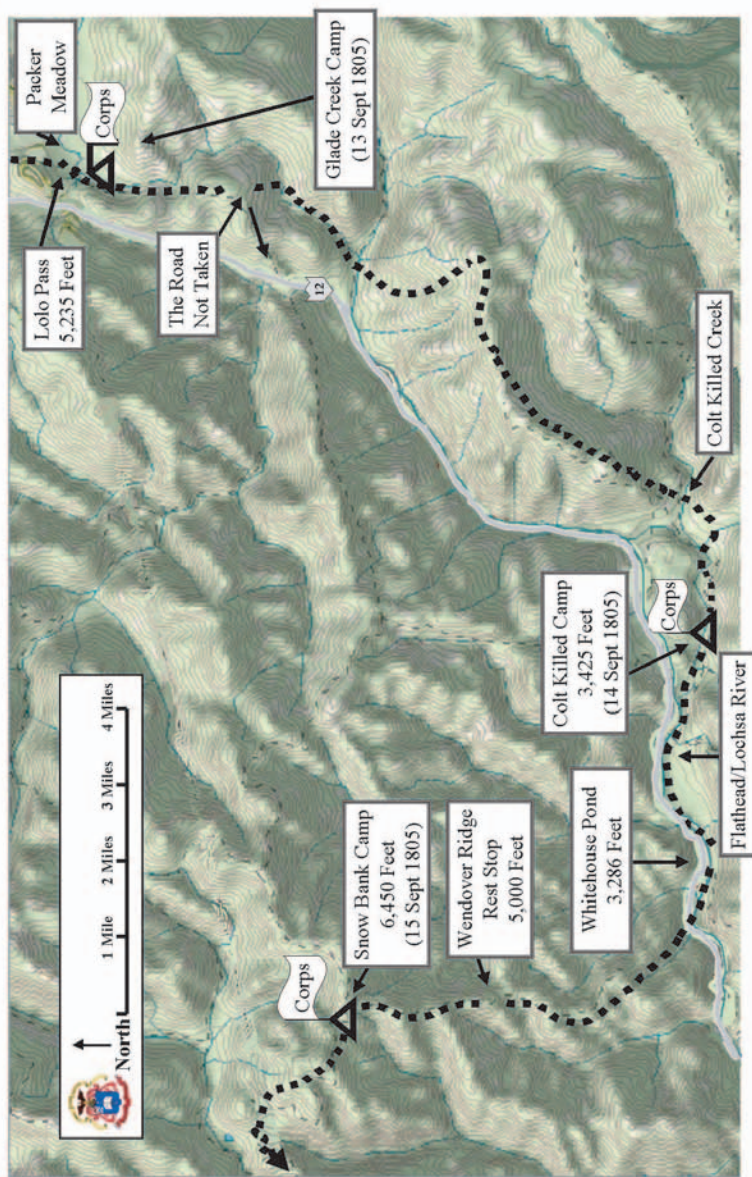 North
1 Mile
2 Miles
3 Miles
4 Miles
Lolo Pass
5,235 Feet
Packer
Meadow
Corps
Glade Creek Camp
(13 Sept 1805)
The Road
Not Taken
12
Corps
Snow Bank Camp
6,450 Feet
(15 Sept 1805)
Wendover Ridge
Rest Stop
5,000 Feet
Whitehouse Pond
3,286 Feet
Colt Killed Camp
3,425 Feet
(14 Sept 1805)
Corps
Flathead/Lochsa River
Colt Killed Creek